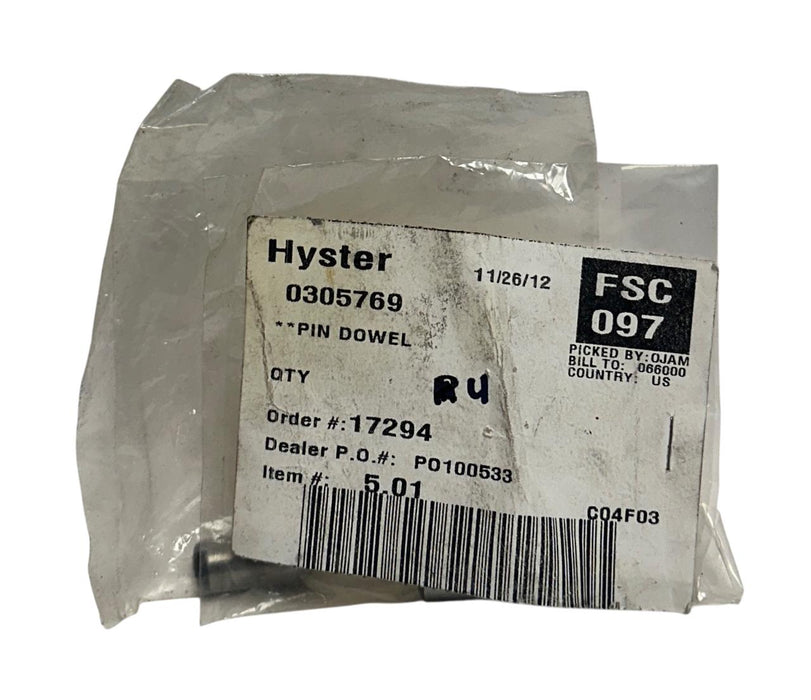 Hyster
11/26/12
FSC
097
0305769
**PIN DOWEL
PICKED BY:OJAM
BILL TO: 066000
COUNTRY: US
QTY
R4
Order #:17294
Dealer P.O.#: PO100533
Item #: 5.01
C04F03